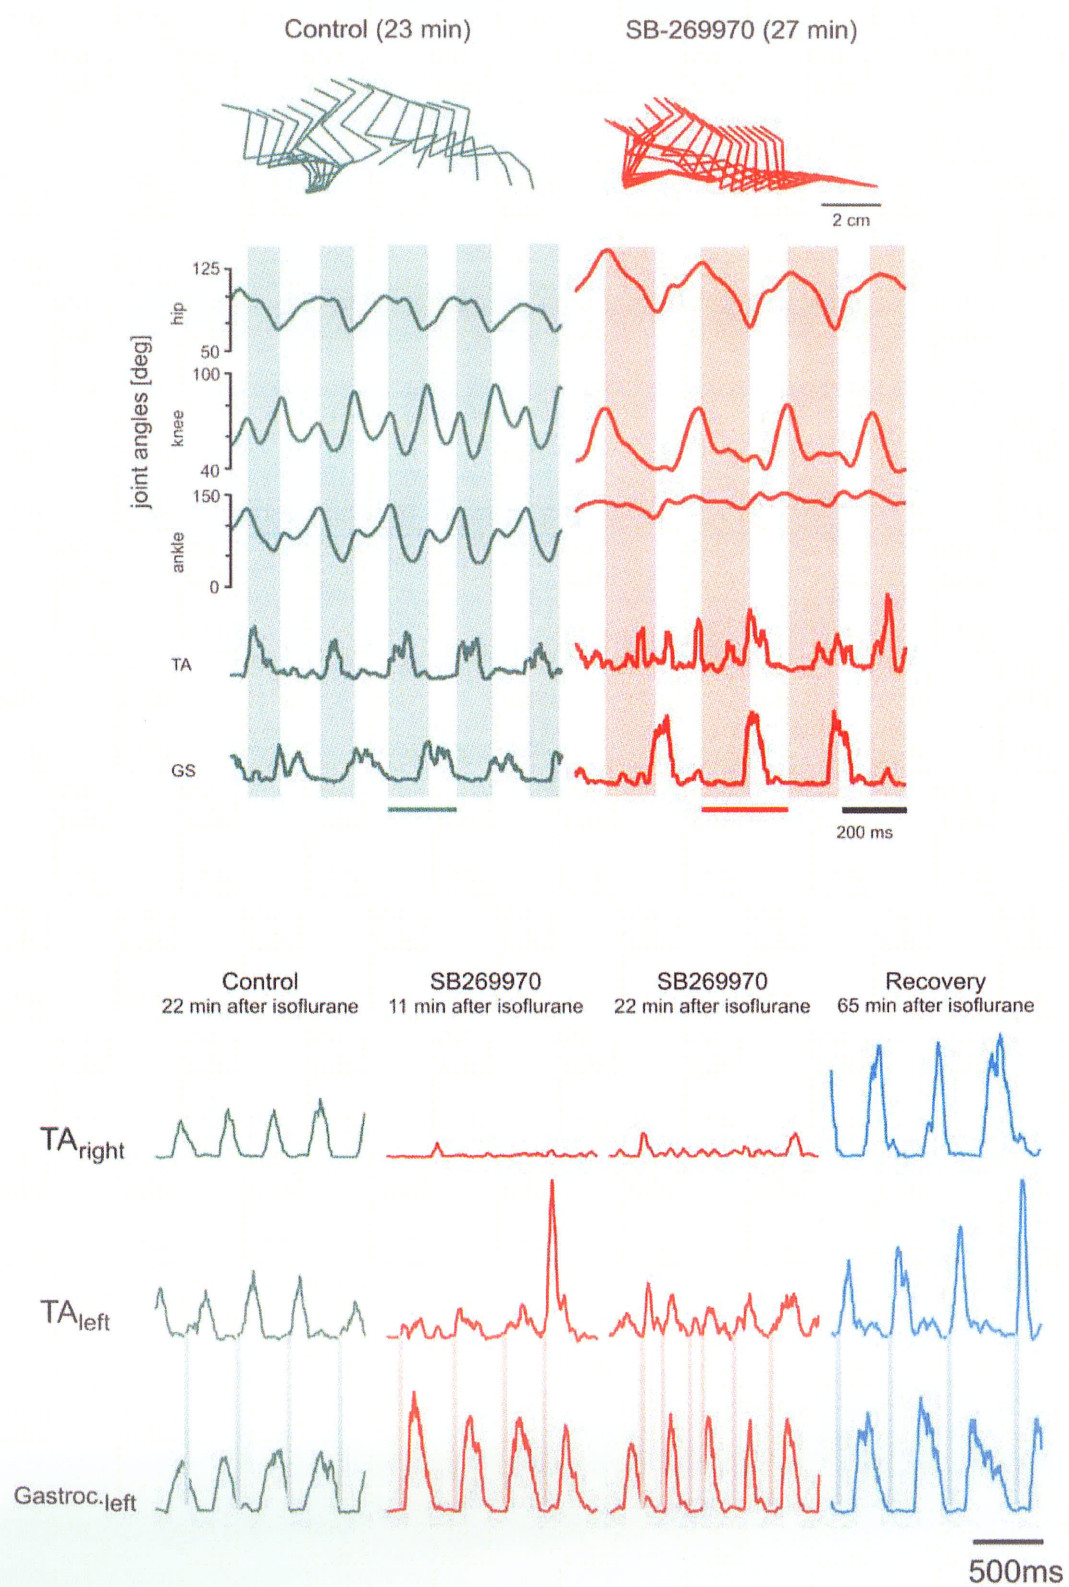 Control (23 min)
SB-269970 (27 min)
2 cm
joint angles [deg]
125
hip
50
100
knee
40
150
ankle
0
TA
GS
200 ms
Control
22 min after isoflurane
SB269970
11 min after isoflurane
SB269970
22 min after isoflurane
Recovery
65 min after isoflurane
TAright
TAleft
Gastroc.left
500ms